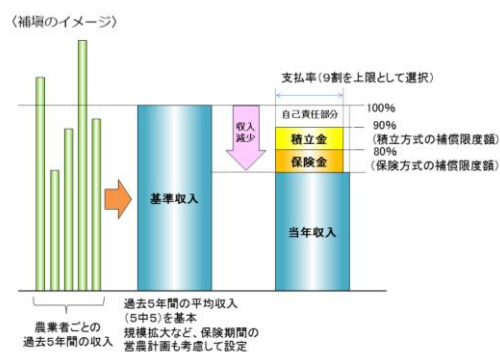 〈補塡のイメージ〉
支払率(9割を上限として選択)
自己責任部分
100%
90%
(積立方式の補償限度額)
80%
(保険方式の補償限度額)
収入
減少
積立金
保険金
基準収入
当年収入
農業者ごとの
過去5年間の収入
過去5年間の平均収入
(5中5)を基本
規模拡大など、保険期間の
営農計画も考慮して設定